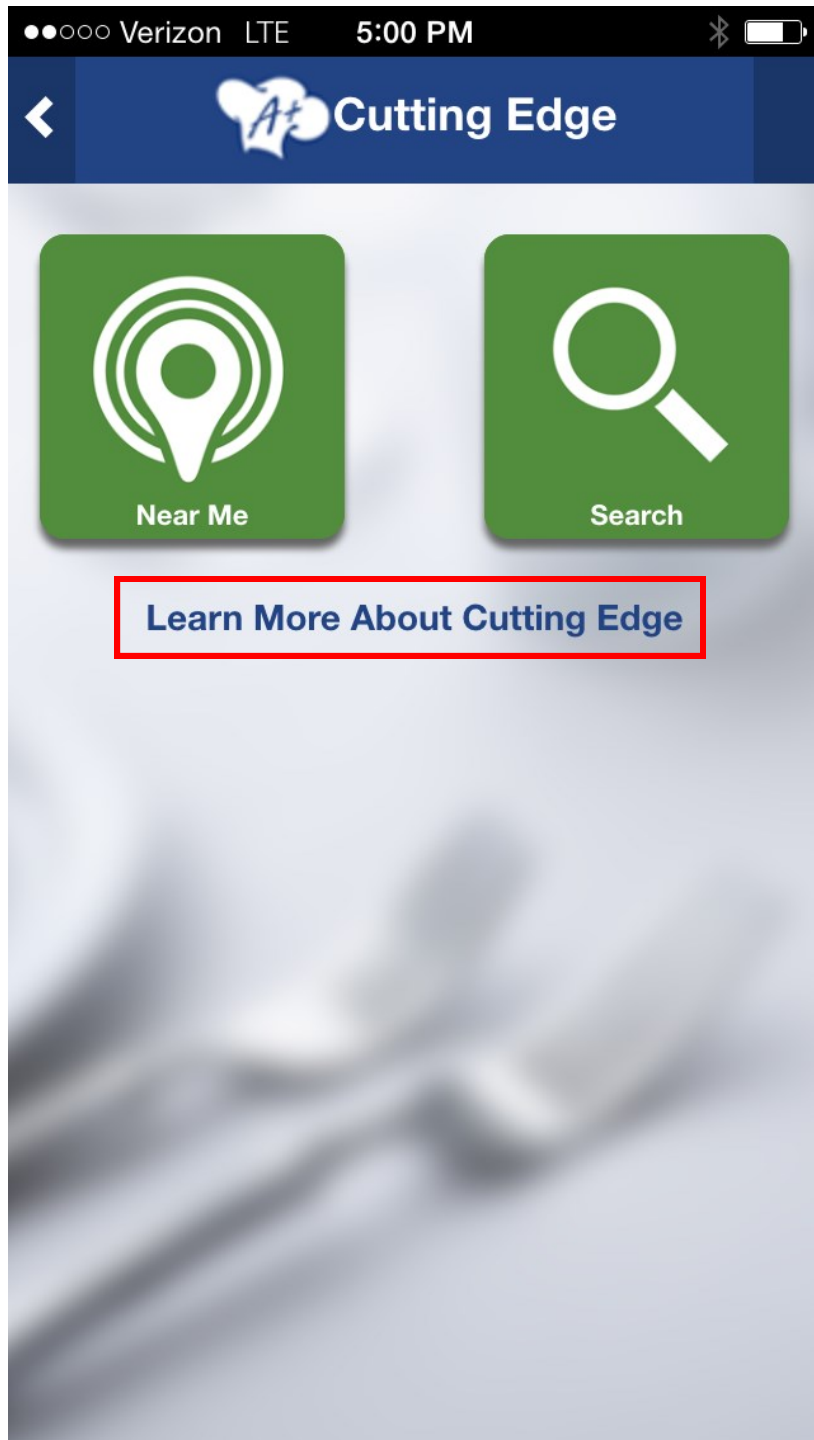 Verizon LTE 5:00 PM
A+ Cutting Edge
Near Me
Search
Learn More About Cutting Edge